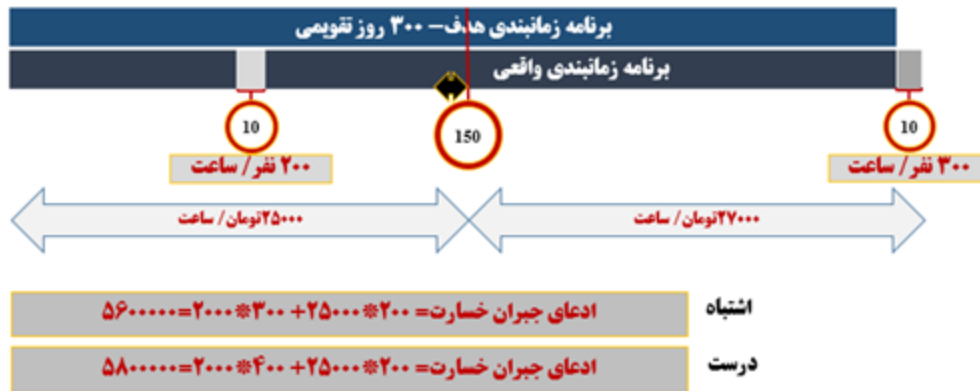 برنامه زمانبندی هدف– ۳۰۰ روز تقویمی
برنامه زمانبندی واقعی
10
150
10
۲۰۰ نفر/ ساعت
۳۰۰ نفر/ ساعت
۲۵۰۰۰تومان/ ساعت
۲۷۰۰۰تومان/ ساعت
اشتباه
ادعای جبران خسارت= ۲۰۰*۲۵۰۰۰ + ۳۰۰*۲۰۰۰=۵۶۰۰۰۰۰
درست
ادعای جبران خسارت= ۲۰۰*۲۵۰۰۰ + ۴۰۰*۲۰۰۰=۵۸۰۰۰۰۰